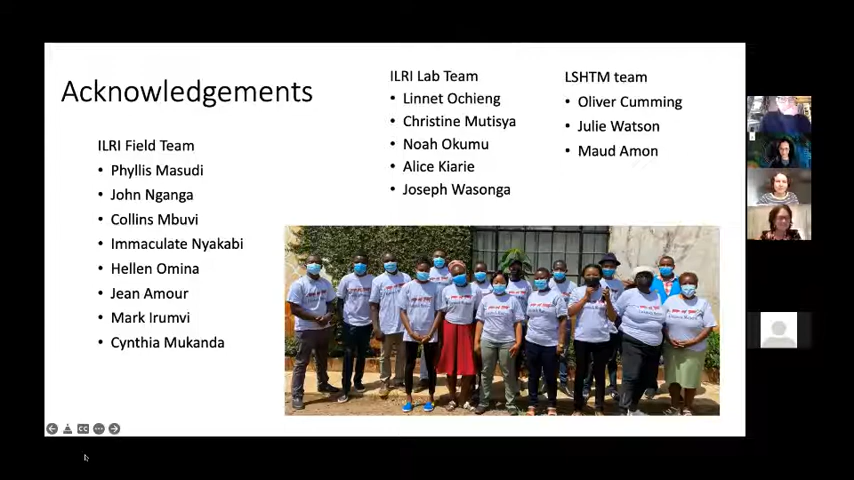 Acknowledgements
ILRI Field Team
• Phyllis Masudi
• John Nganga
• Collins Mbuvi
• Immaculate Nyakabi
• Hellen Omina
• Jean Amour
• Mark Irumvi
• Cynthia Mukanda
ILRI Lab Team
• Linnet Ochieng
• Christine Mutisya
• Noah Okumu
• Alice Kiarie
• Joseph Wasonga
LSHTM team
• Oliver Cumming
• Julie Watson
• Maud Amon